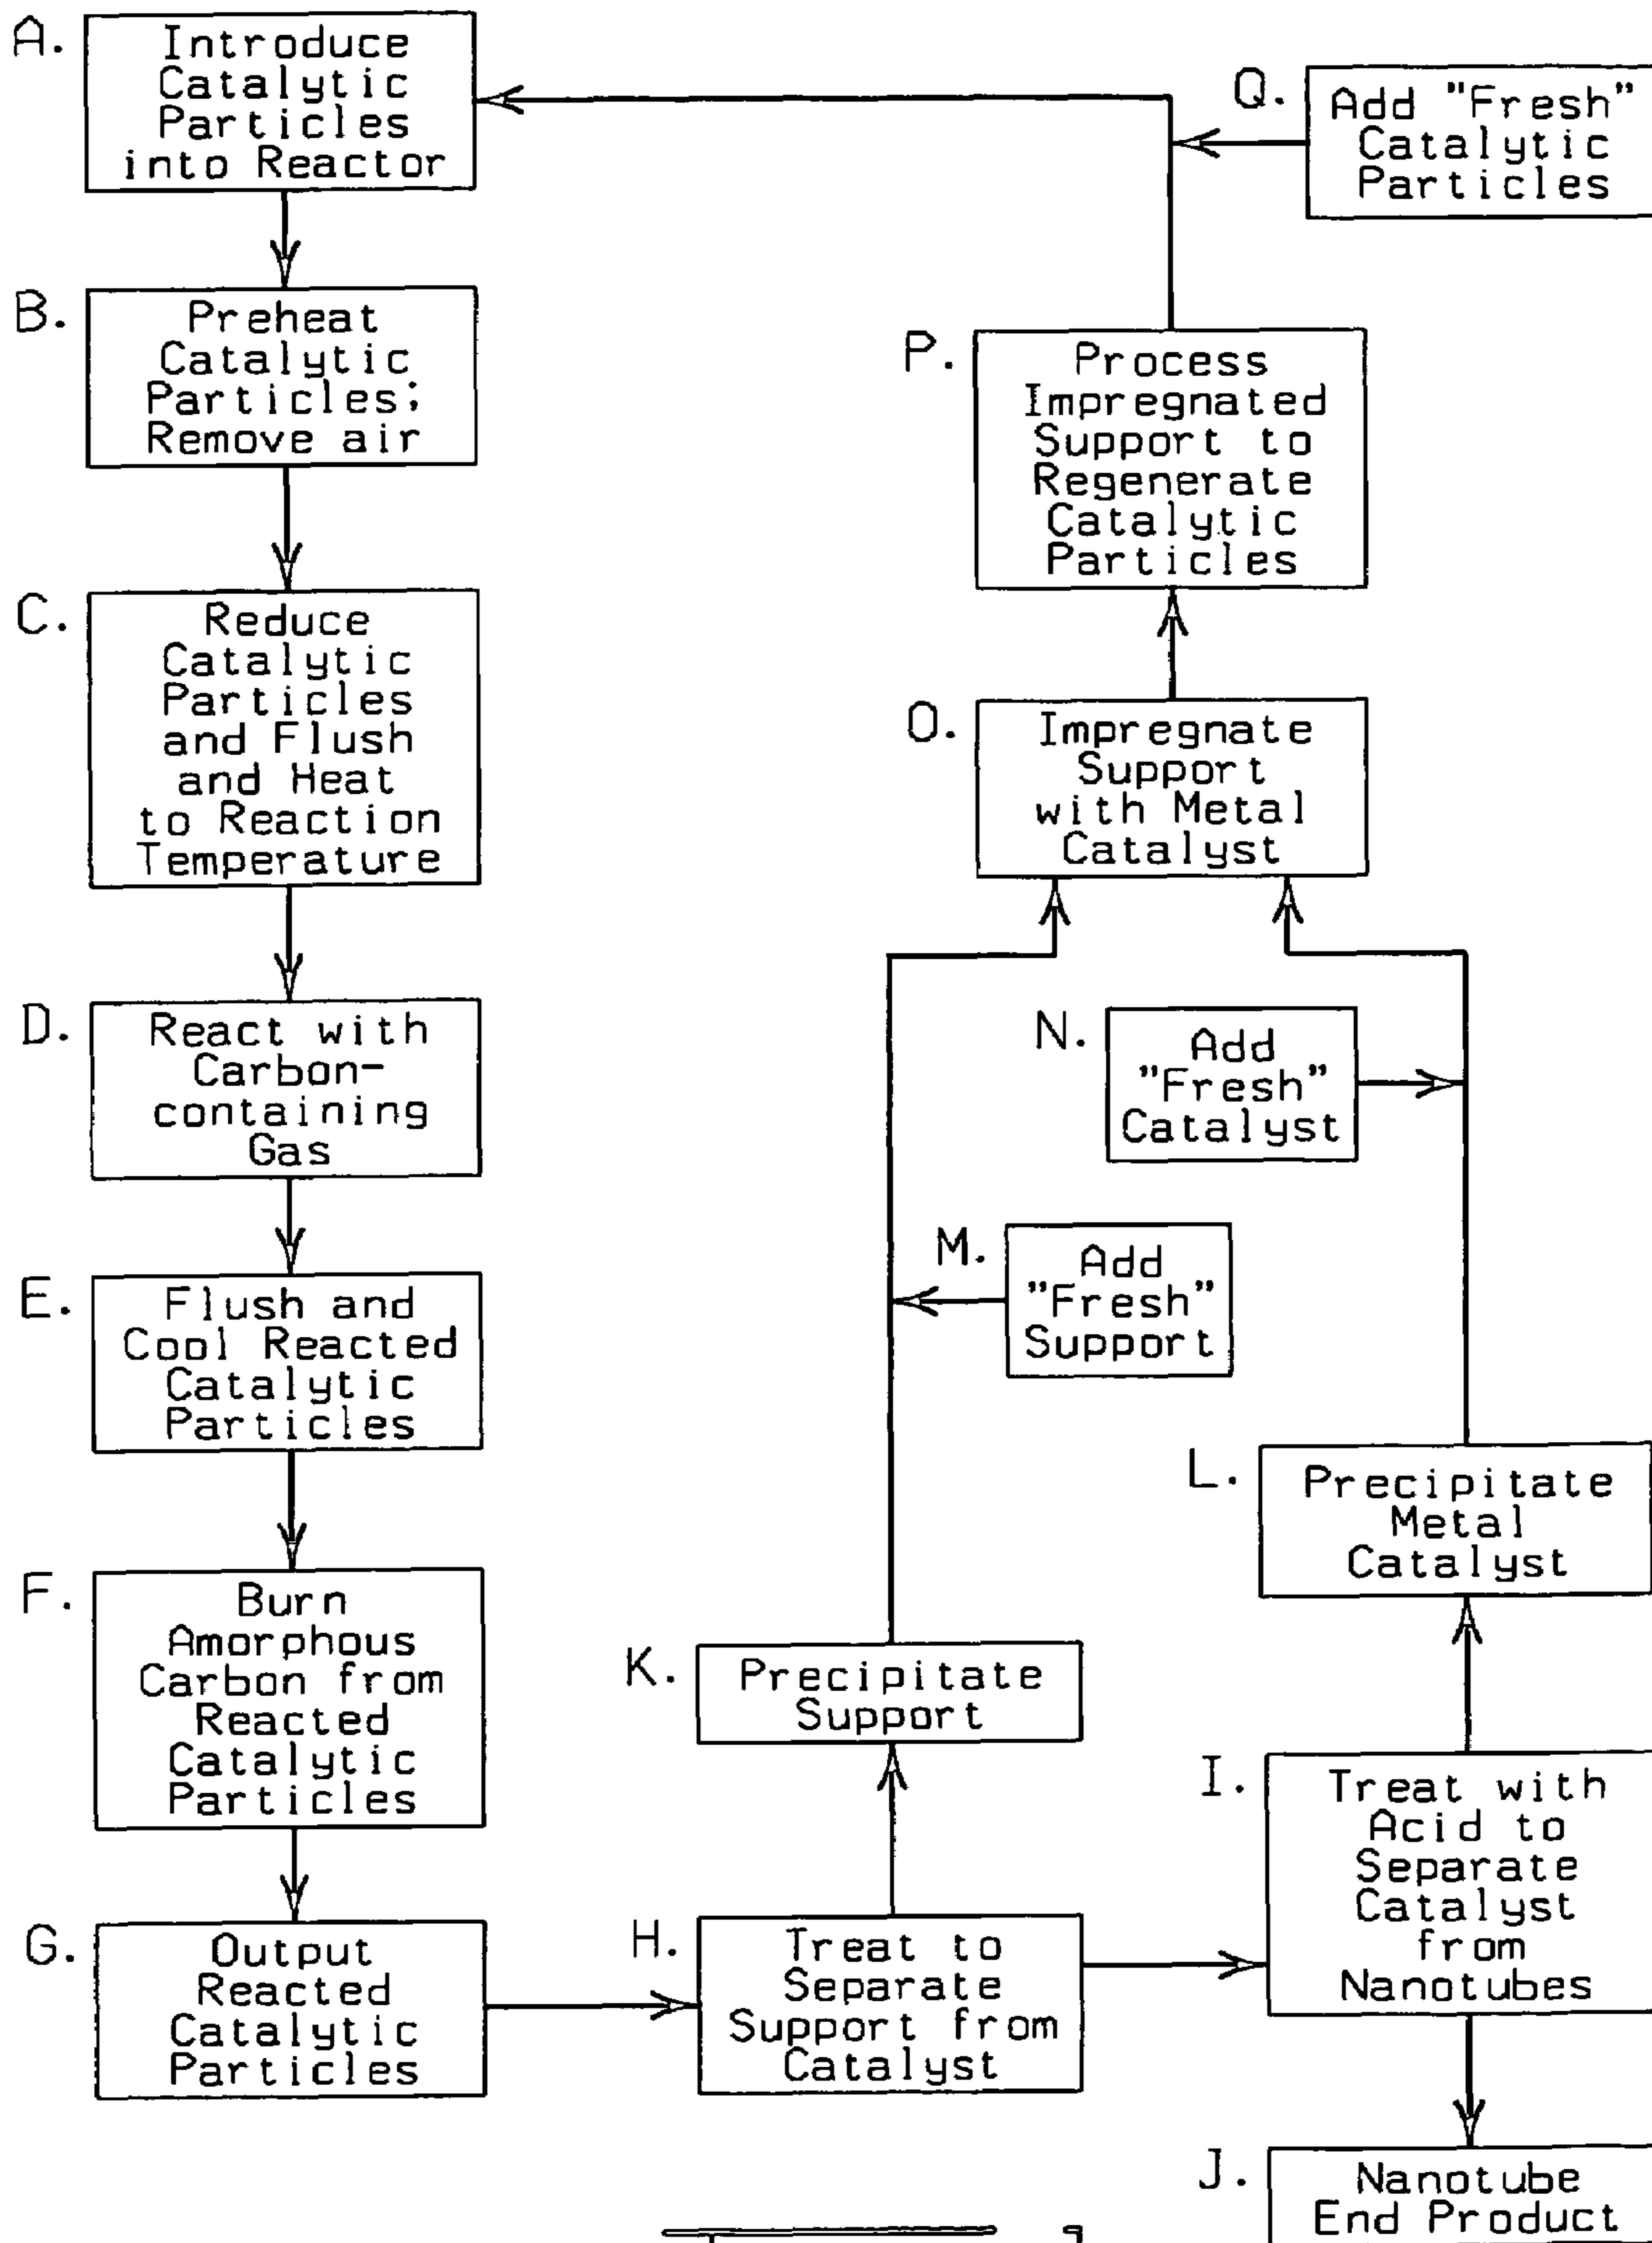 A.
Introduce
Catalytic
Particles
into Reactor
B.
Preheat
Catalytic
Particles;
Remove air
C.
Reduce
Catalytic
Particles
and Flush
and Heat
to Reaction
Temperature
D.
React with
Carbon-
containing
Gas
E.
Flush and
Cool Reacted
Catalytic
Particles
F.
Burn
Amorphous
Carbon from
Reacted
Catalytic
Particles
G.
Output
Reacted
Catalytic
Particles
H.
Treat to
Separate
Support from
Catalyst
I.
Treat with
Acid to
Separate
Catalyst
from
Nanotubes
J.
Nanotube
End Product
K.
Precipitate
Support
L.
Precipitate
Metal
Catalyst
M.
Add
"Fresh"
Support
N.
Add
"Fresh"
Catalyst
O.
Impregnate
Support
with Metal
Catalyst
P.
Process
Impregnated
Support to
Regenerate
Catalytic
Particles
Q.
Add "Fresh"
Catalytic
Particles